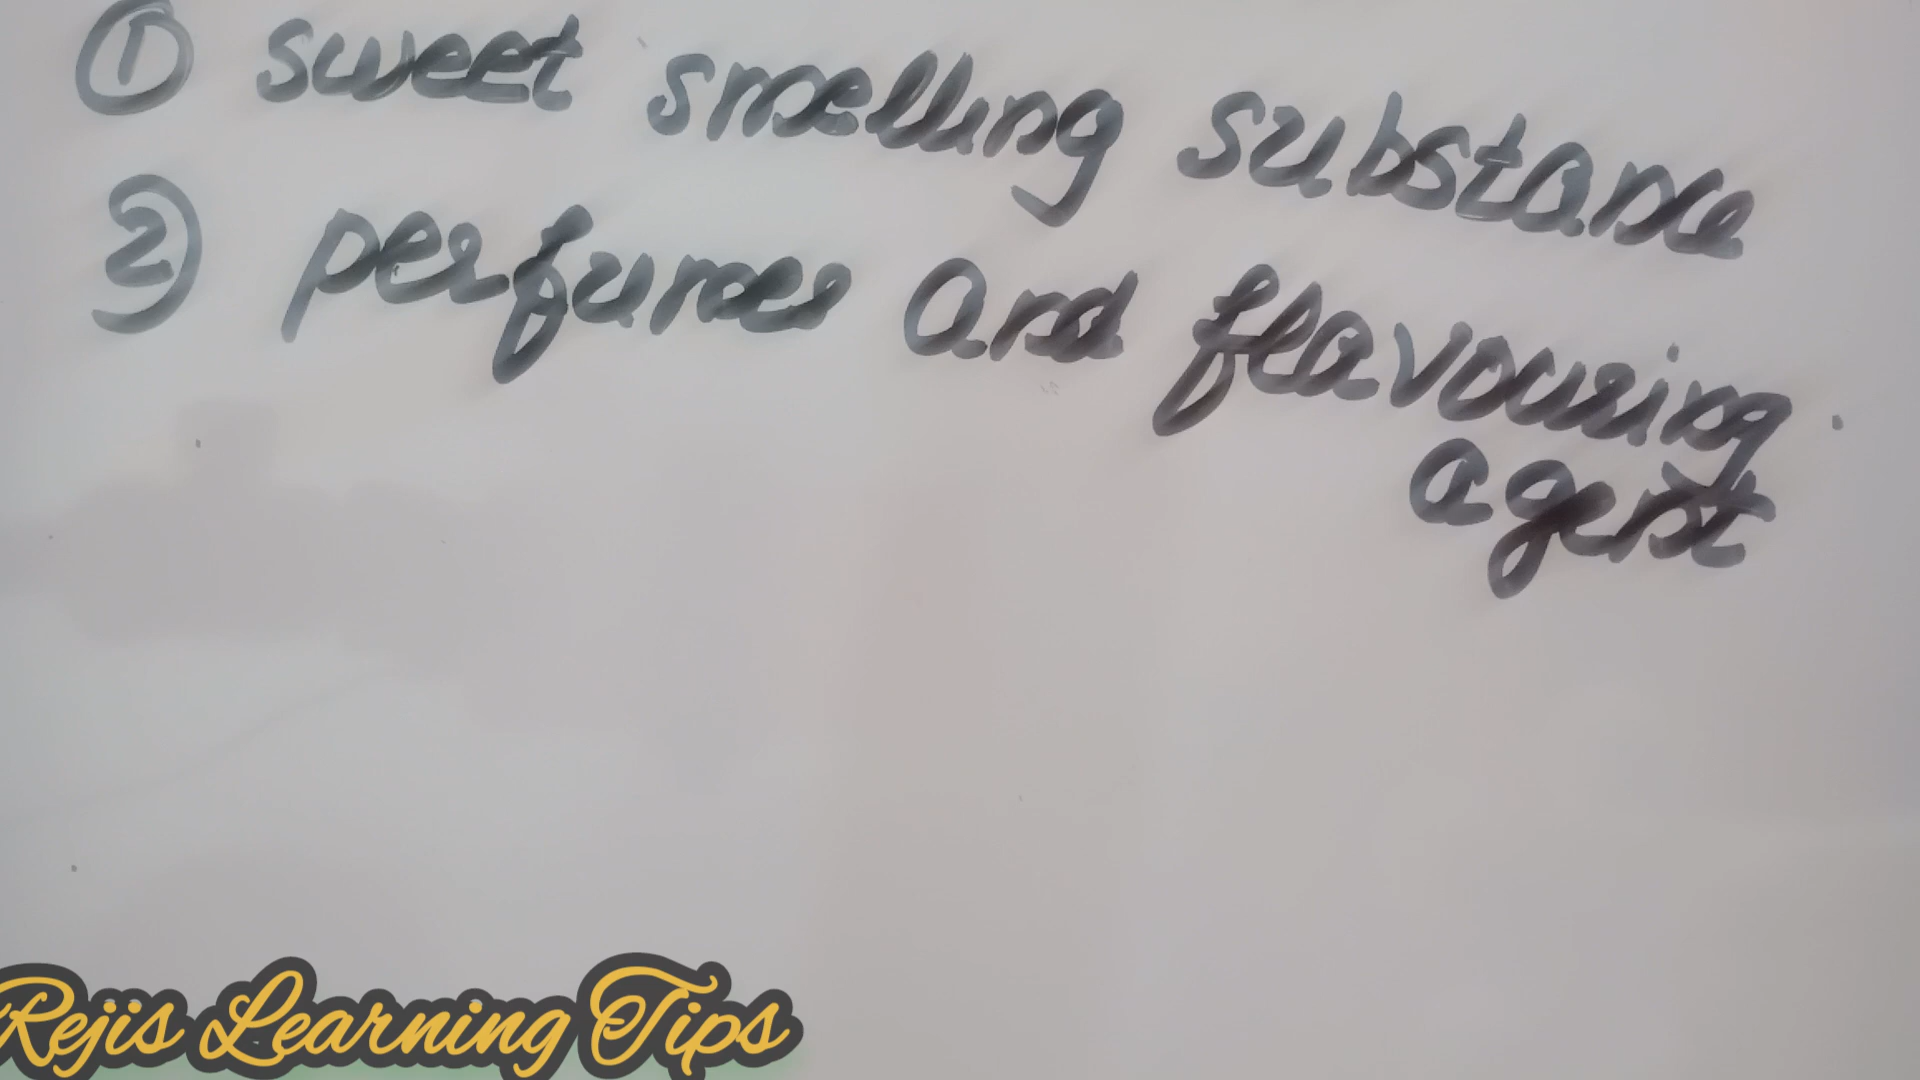 ① sweet smelling substance
② perfumes and flavouring
agent
Rejis Learning Tips